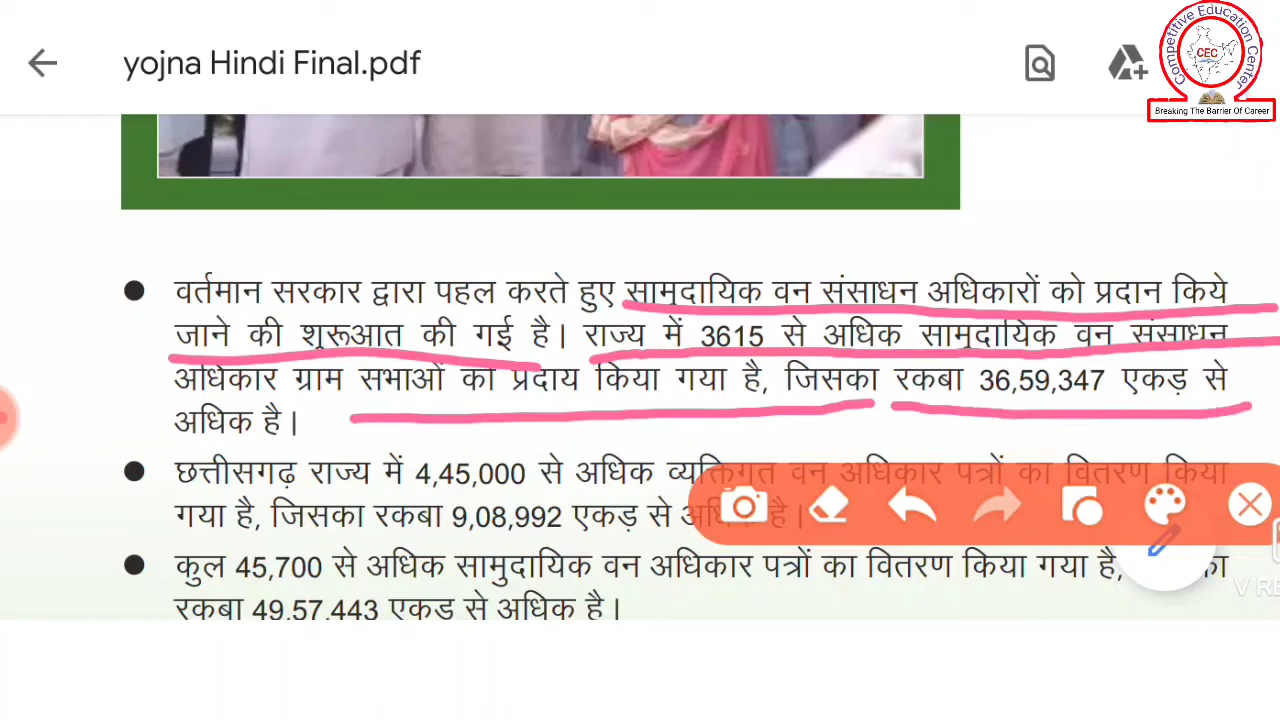 yojna Hindi Final.pdf
Competitive Education Center
CEC
Breaking The Barrier Of Career
वर्तमान सरकार द्वारा पहल करते हुए सामुदायिक वन संसाधन अधिकारों को प्रदान किये
जाने की शुरूआत की गई है। राज्य में 3615 से अधिक सामुदायिक वन संसाधन
अधिकार ग्राम सभाओं को प्रदाय किया गया है, जिसका रकबा 36,59,347 एकड़ से
अधिक है।
छत्तीसगढ़ राज्य में 4,45,000 से अधिक व्यक्तिगत वन अधिकार पत्रों का वितरण किया
गया है, जिसका रकबा 9,08,992 एकड़ से अधिक है।
कुल 45,700 से अधिक सामुदायिक वन अधिकार पत्रों का वितरण किया गया है,
रकबा 49,57,443 एकड़ से अधिक है।